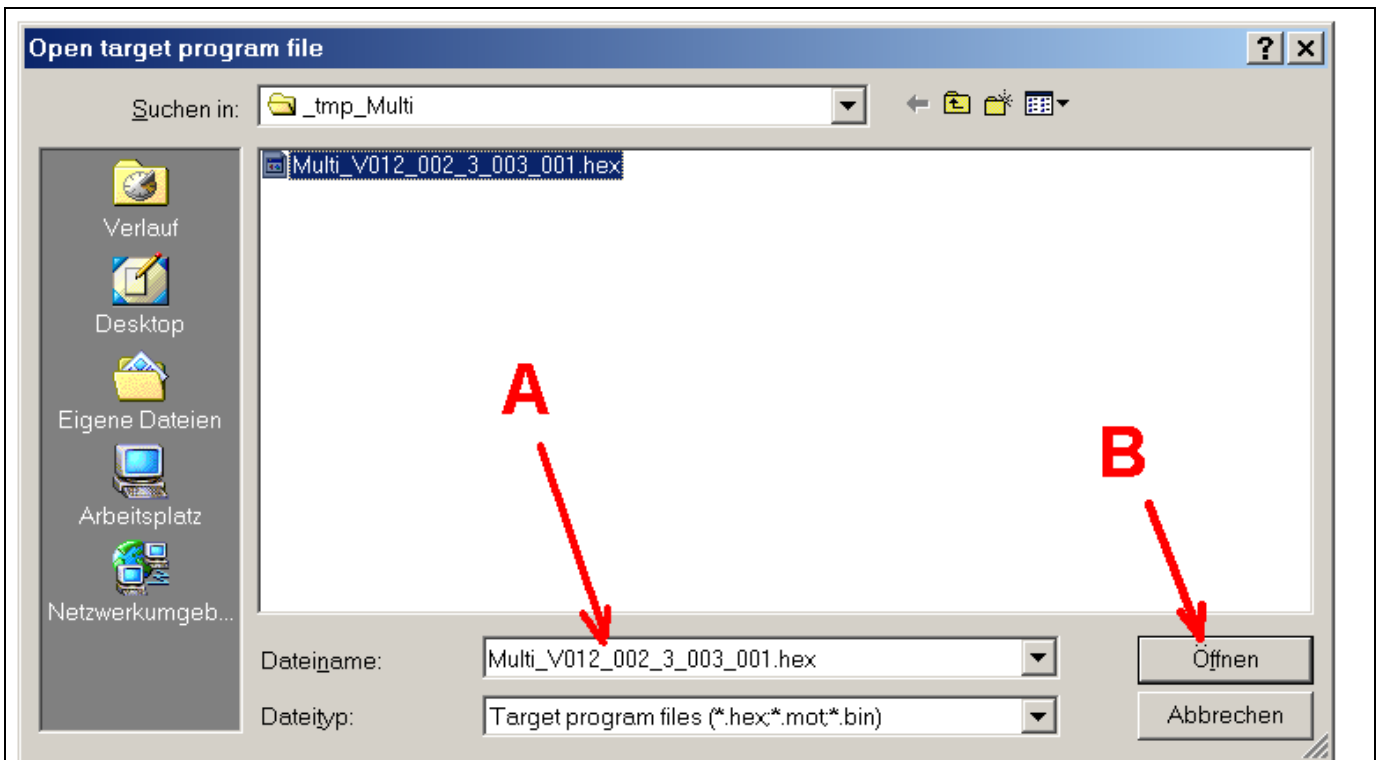 Open target program file
Suchen in: _tmp_Multi
Multi_V012_002_3_003_001.hex
Verlauf
Desktop
Eigene Dateien
Arbeitsplatz
Netzwerkumgeb...
A
B
Dateiname: Multi_V012_002_3_003_001.hex Öffnen
Dateityp: Target program files (*.hex;*.mot;*.bin) Abbrechen